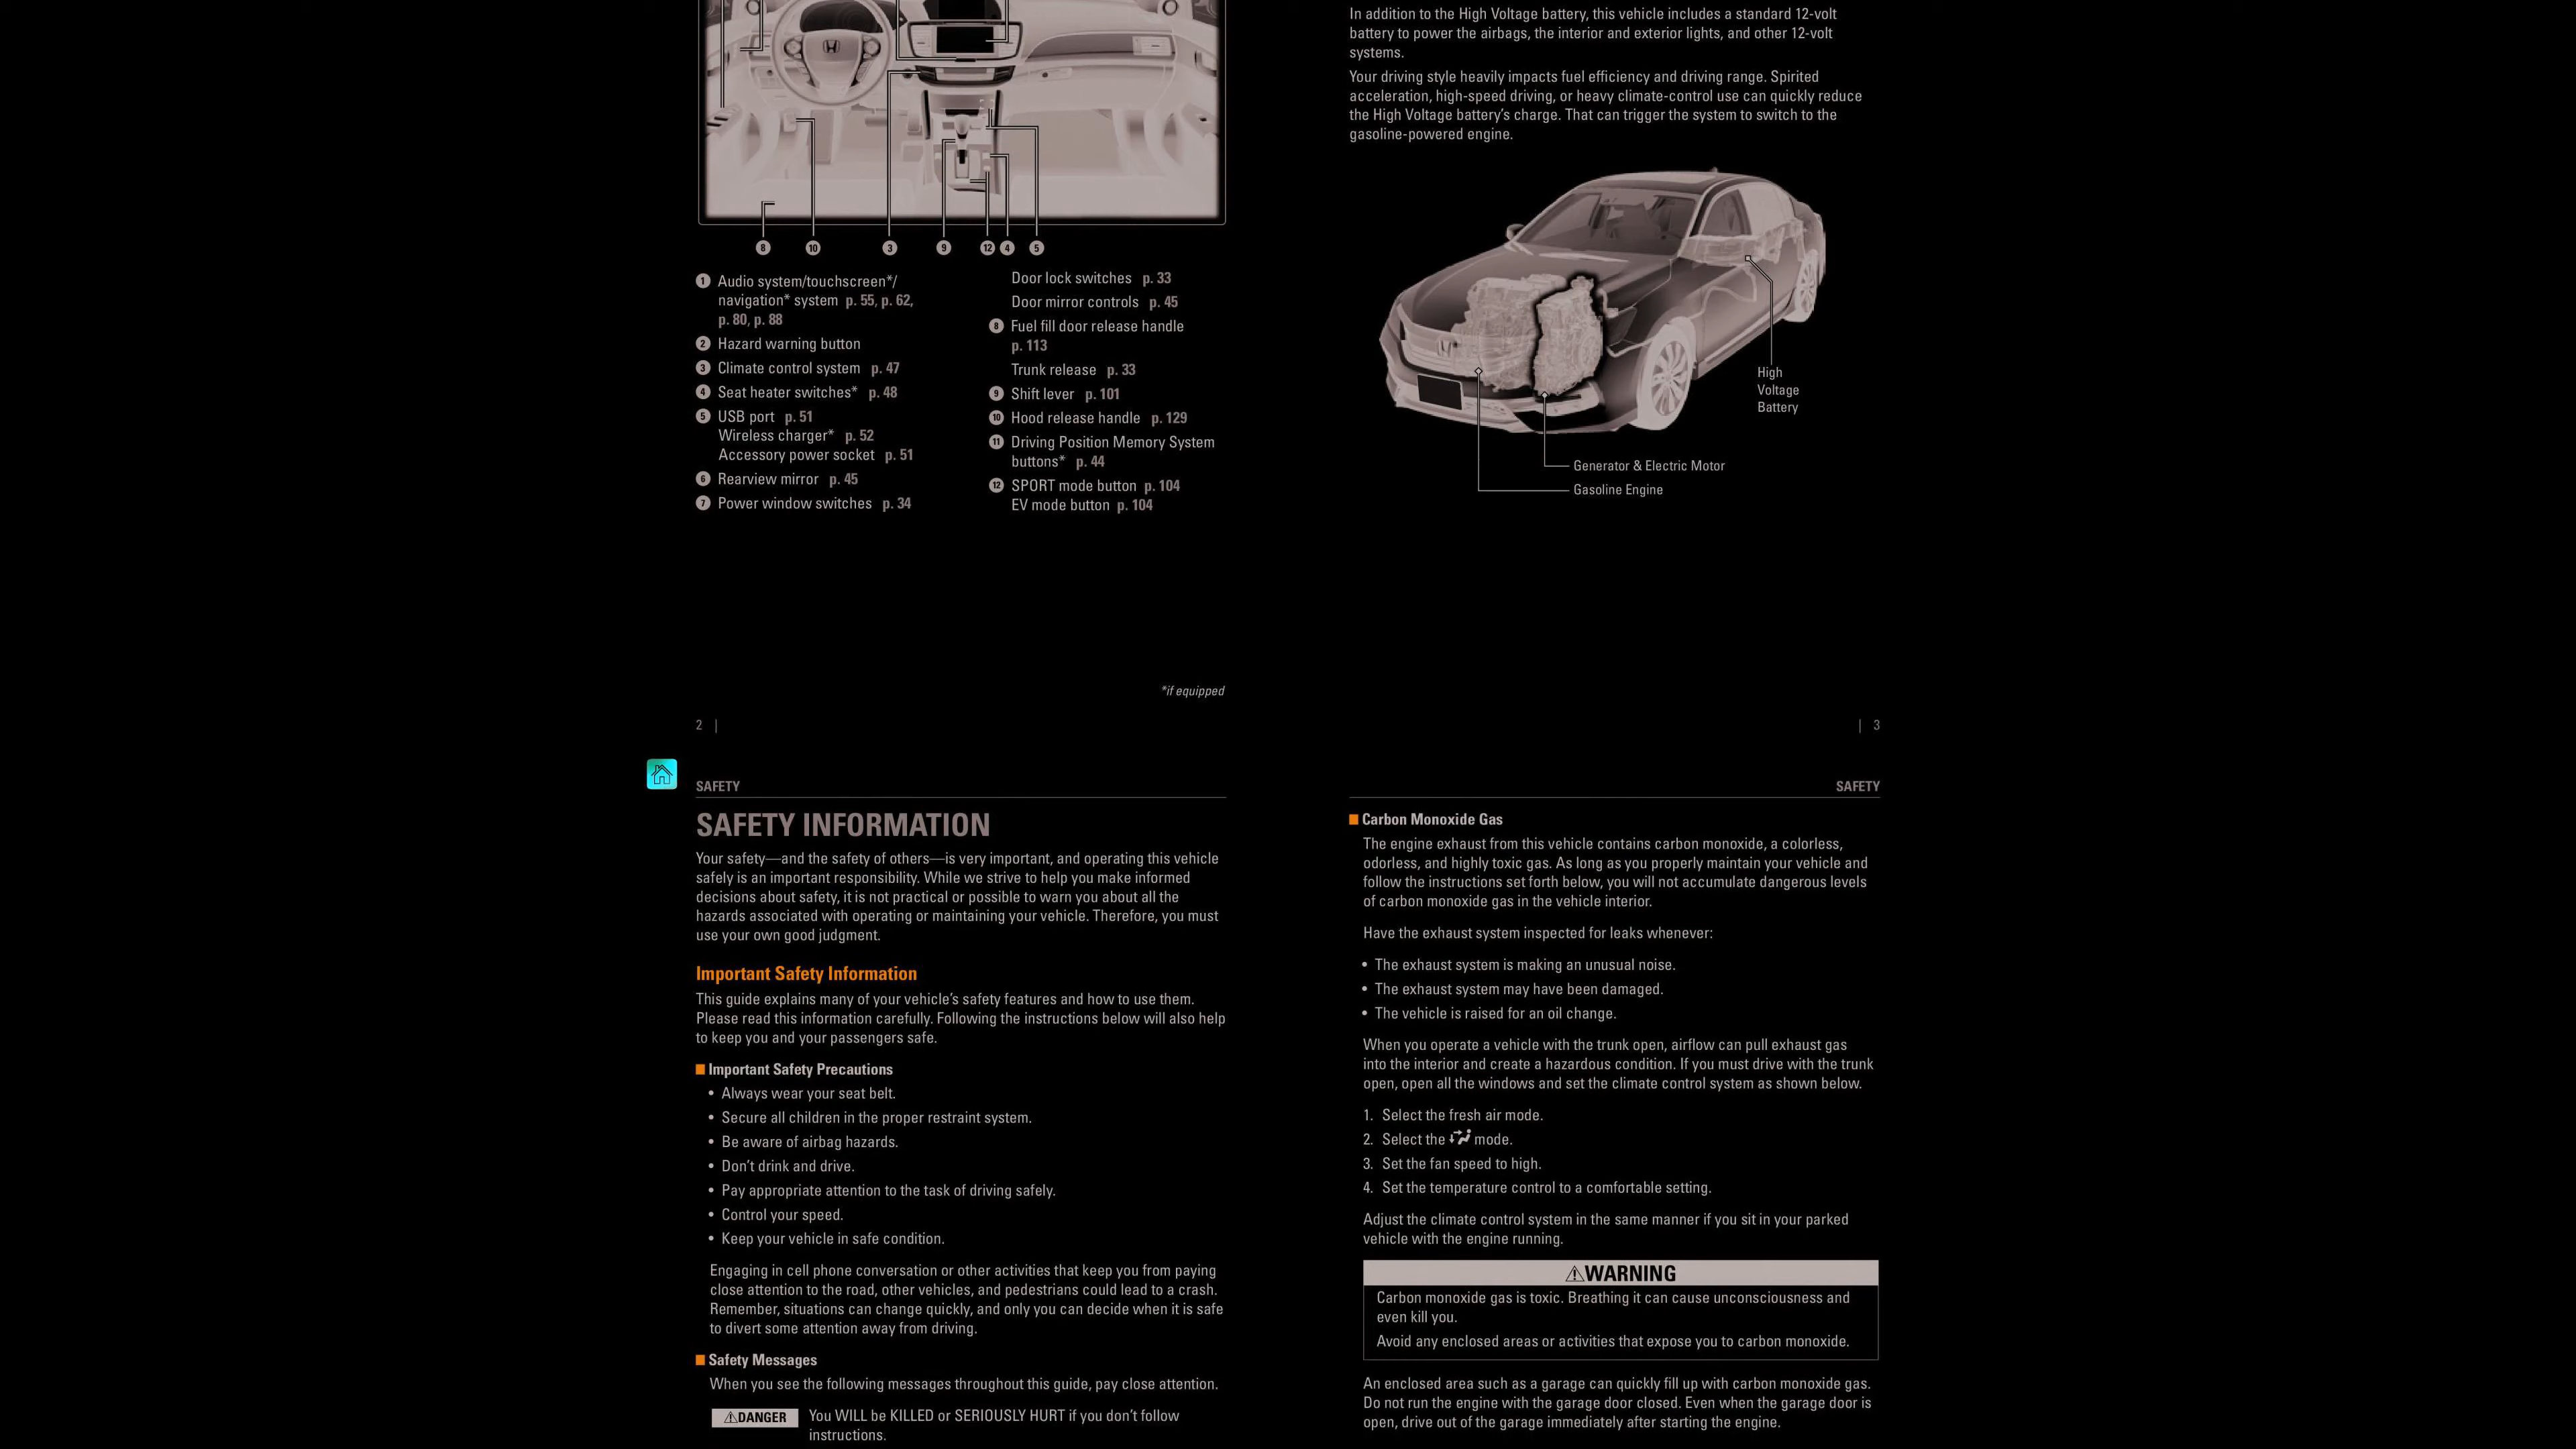 8 10 3 9 12 4 5
1 Audio system/touchscreen*/
navigation* system p. 55, p. 62,
p. 80, p. 88
2 Hazard warning button
3 Climate control system p. 47
4 Seat heater switches* p. 48
5 USB port p. 51
Wireless charger* p. 52
Accessory power socket p. 51
6 Rearview mirror p. 45
7 Power window switches p. 34
Door lock switches p. 33
Door mirror controls p. 45
8 Fuel fill door release handle
p. 113
Trunk release p. 33
9 Shift lever p. 101
10 Hood release handle p. 129
11 Driving Position Memory System
buttons* p. 44
12 SPORT mode button p. 104
EV mode button p. 104
*if equipped
2 |
In addition to the High Voltage battery, this vehicle includes a standard 12-volt
battery to power the airbags, the interior and exterior lights, and other 12-volt
systems.
Your driving style heavily impacts fuel efficiency and driving range. Spirited
acceleration, high-speed driving, or heavy climate-control use can quickly reduce
the High Voltage battery’s charge. That can trigger the system to switch to the
gasoline-powered engine.
High
Voltage
Battery
Generator & Electric Motor
Gasoline Engine
| 3
SAFETY
SAFETY INFORMATION
Your safety—and the safety of others—is very important, and operating this vehicle
safely is an important responsibility. While we strive to help you make informed
decisions about safety, it is not practical or possible to warn you about all the
hazards associated with operating or maintaining your vehicle. Therefore, you must
use your own good judgment.
Important Safety Information
This guide explains many of your vehicle’s safety features and how to use them.
Please read this information carefully. Following the instructions below will also help
to keep you and your passengers safe.
Important Safety Precautions
• Always wear your seat belt.
• Secure all children in the proper restraint system.
• Be aware of airbag hazards.
• Don’t drink and drive.
• Pay appropriate attention to the task of driving safely.
• Control your speed.
• Keep your vehicle in safe condition.
Engaging in cell phone conversation or other activities that keep you from paying
close attention to the road, other vehicles, and pedestrians could lead to a crash.
Remember, situations can change quickly, and only you can decide when it is safe
to divert some attention away from driving.
Safety Messages
When you see the following messages throughout this guide, pay close attention.
⚠DANGER You WILL be KILLED or SERIOUSLY HURT if you don’t follow
instructions.
SAFETY
Carbon Monoxide Gas
The engine exhaust from this vehicle contains carbon monoxide, a colorless,
odorless, and highly toxic gas. As long as you properly maintain your vehicle and
follow the instructions set forth below, you will not accumulate dangerous levels
of carbon monoxide gas in the vehicle interior.
Have the exhaust system inspected for leaks whenever:
• The exhaust system is making an unusual noise.
• The exhaust system may have been damaged.
• The vehicle is raised for an oil change.
When you operate a vehicle with the trunk open, airflow can pull exhaust gas
into the interior and create a hazardous condition. If you must drive with the trunk
open, open all the windows and set the climate control system as shown below.
1. Select the fresh air mode.
2. Select the mode.
3. Set the fan speed to high.
4. Set the temperature control to a comfortable setting.
Adjust the climate control system in the same manner if you sit in your parked
vehicle with the engine running.
⚠WARNING
Carbon monoxide gas is toxic. Breathing it can cause unconsciousness and
even kill you.
Avoid any enclosed areas or activities that expose you to carbon monoxide.
An enclosed area such as a garage can quickly fill up with carbon monoxide gas.
Do not run the engine with the garage door closed. Even when the garage door is
open, drive out of the garage immediately after starting the engine.